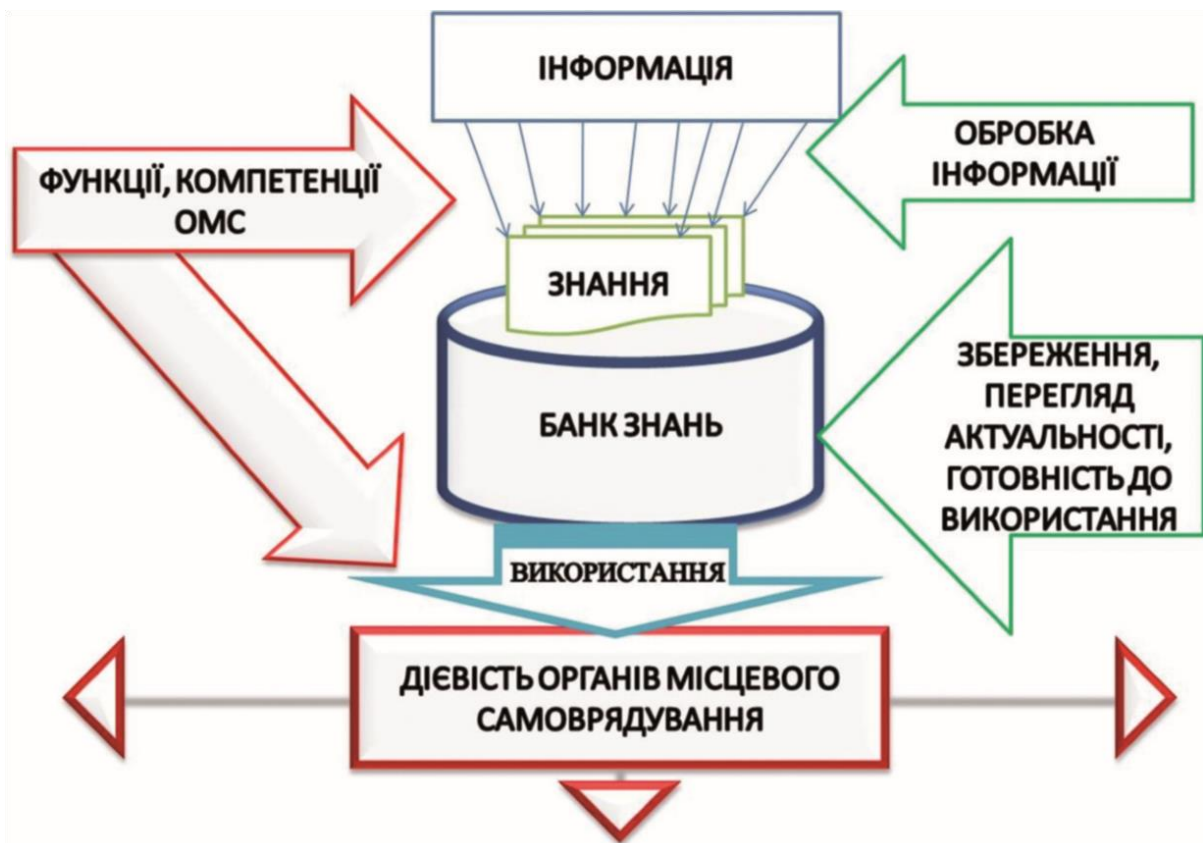 ІНФОРМАЦІЯ
ОБРОБКА
ІНФОРМАЦІЇ
ФУНКЦІЇ, КОМПЕТЕНЦІЇ
ОМС
ЗНАННЯ
БАНК ЗНАНЬ
ЗБЕРЕЖЕННЯ,
ПЕРЕГЛЯД
АКТУАЛЬНОСТІ,
ГОТОВНІСТЬ ДО
ВИКОРИСТАННЯ
ВИКОРИСТАННЯ
ДІЄВІСТЬ ОРГАНІВ МІСЦЕВОГО
САМОВРЯДУВАННЯ